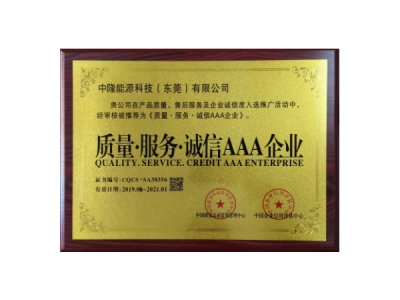 中隆能源科技（东莞）有限公司
贵公司在产品质量、售后服务及企业诚信度入选推广活动中，
经审核被推荐为《质量·服务·诚信AAA企业》。
质量·服务·诚信AAA企业
QUALITY. SERVICE. CREDIT AAA ENTERPRISE
证书编号:CQCS-SA38356
有效日期:2019.06-2021.01